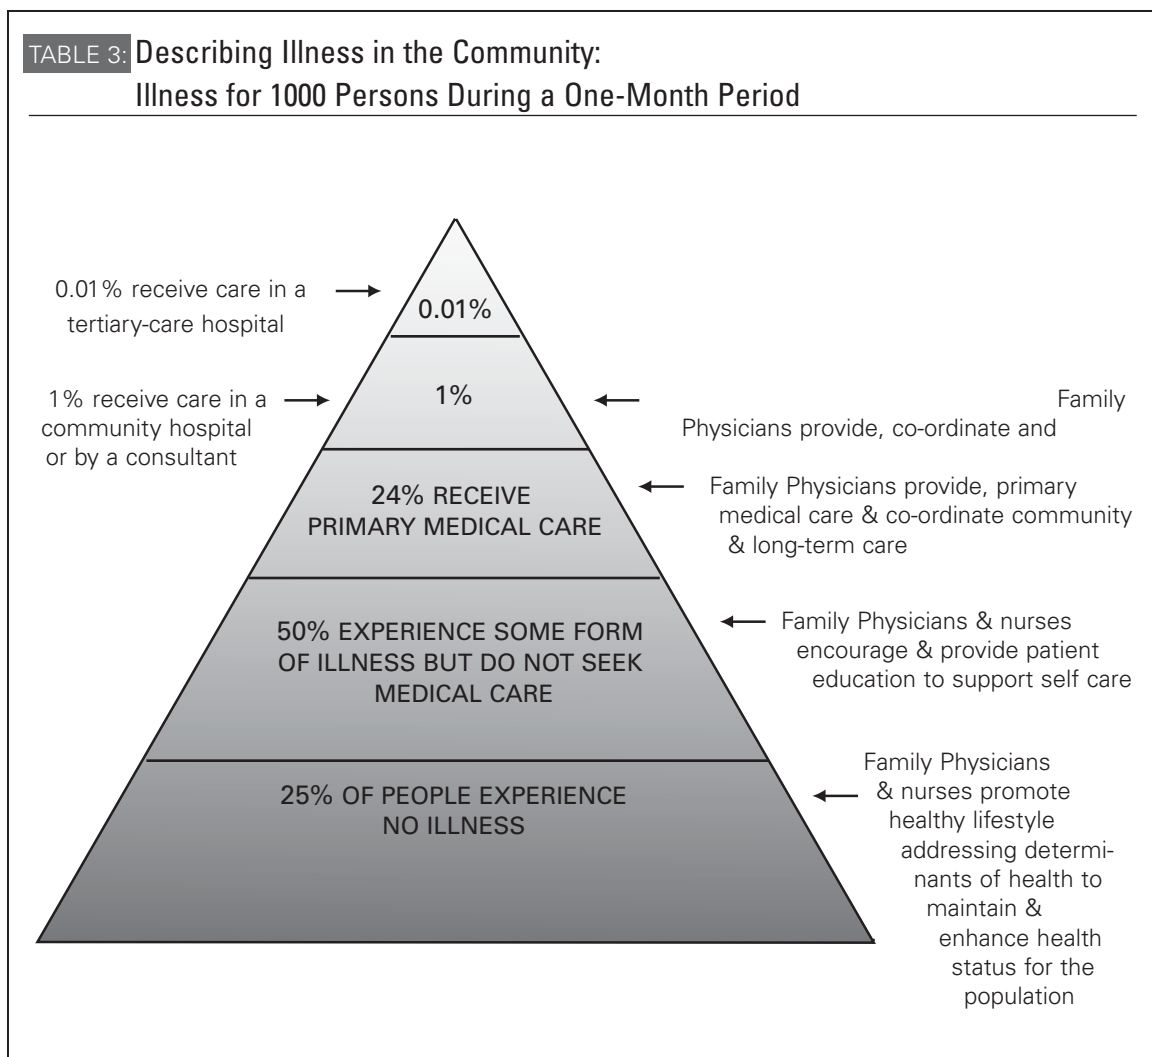 TABLE 3: Describing Illness in the Community:
Illness for 1000 Persons During a One-Month Period
0.01% receive care in a
tertiary-care hospital
0.01%
1% receive care in a
community hospital
or by a consultant
1%
Family
Physicians provide, co-ordinate and
24% RECEIVE
PRIMARY MEDICAL CARE
Family Physicians provide, primary
medical care & co-ordinate community
& long-term care
50% EXPERIENCE SOME FORM
OF ILLNESS BUT DO NOT SEEK
MEDICAL CARE
Family Physicians & nurses
encourage & provide patient
education to support self care
25% OF PEOPLE EXPERIENCE
NO ILLNESS
Family Physicians
& nurses promote
healthy lifestyle
addressing determi-
nants of health to
maintain &
enhance health
status for the
population